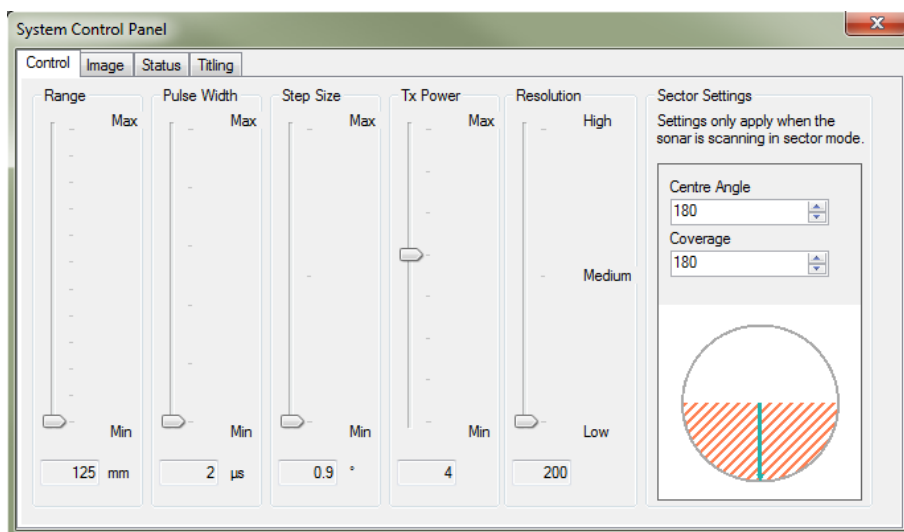 System Control Panel
Control Image Status Titling
Range Pulse Width Step Size Tx Power Resolution Sector Settings
Max Max Max Max High Settings only apply when the
sonar is scanning in sector mode.
Centre Angle
180
Coverage
180
Medium
Min Min Min Min Low
125 mm 2 µs 0.9 ° 4 200